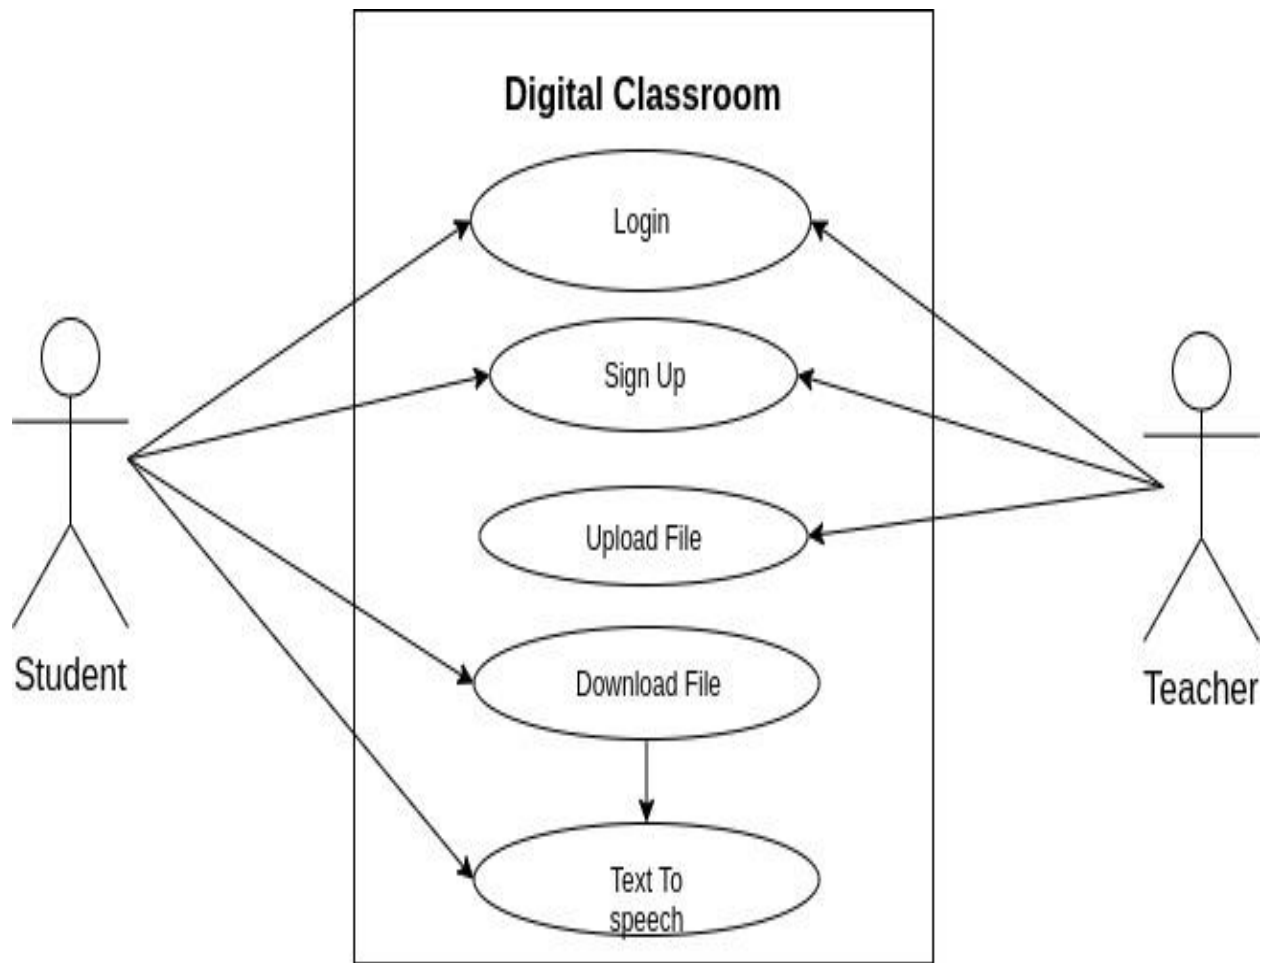 Digital Classroom
Login
Sign Up
Upload File
Download File
Text To
speech
Student
Teacher